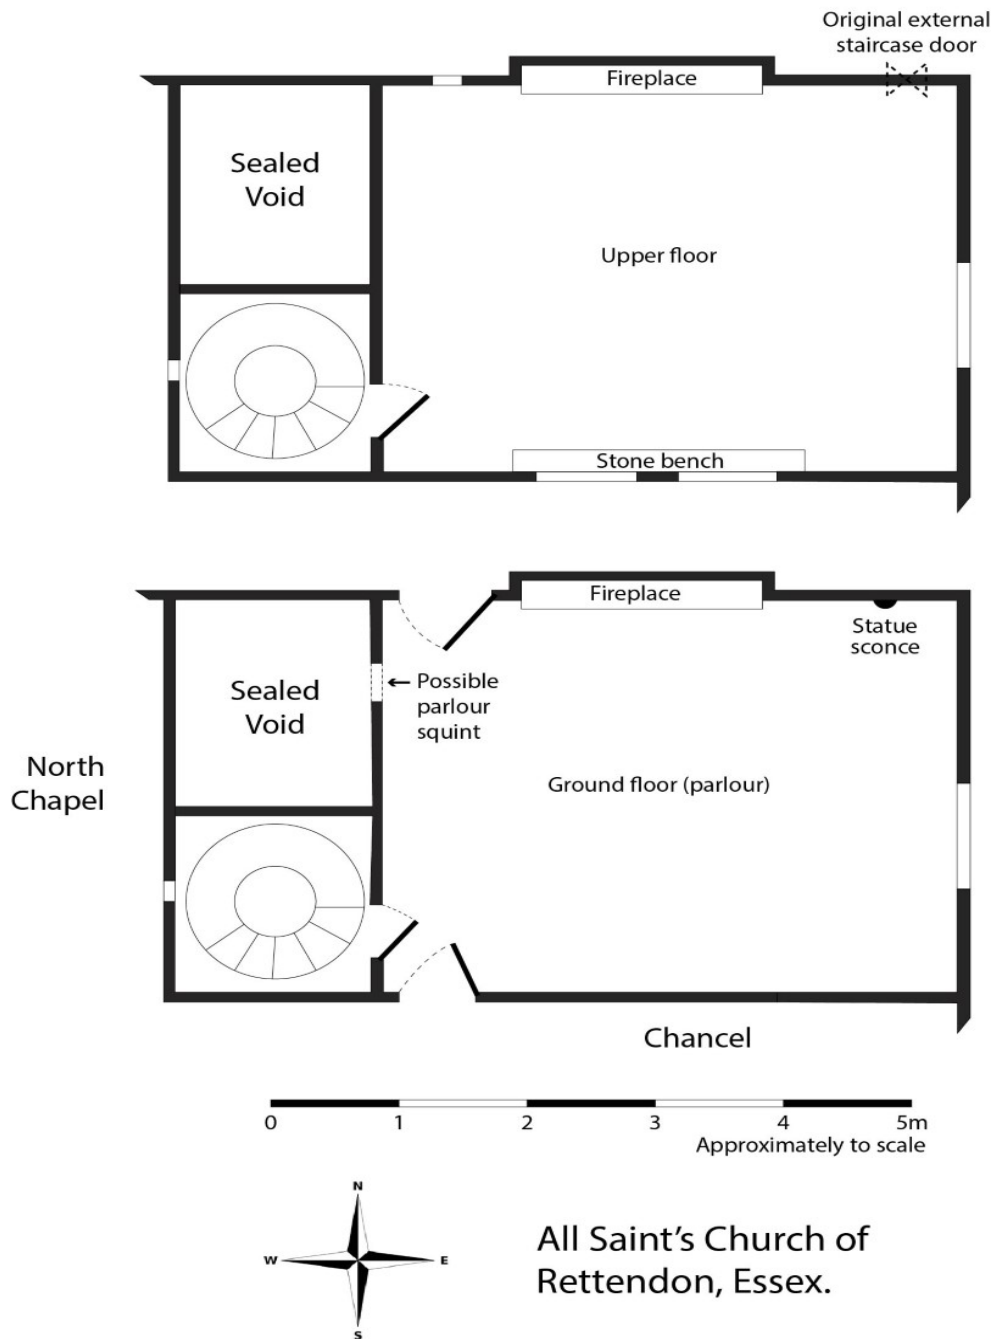 Original external
staircase door
Fireplace
Sealed
Void
Upper floor
Stone bench
Fireplace
Statue
sconce
Possible
parlour
squint
Sealed
Void
North
Chapel
Ground floor (parlour)
Chancel
0 1 2 3 4 5m
Approximately to scale
N
W E
S
All Saint’s Church of
Rettendon, Essex.